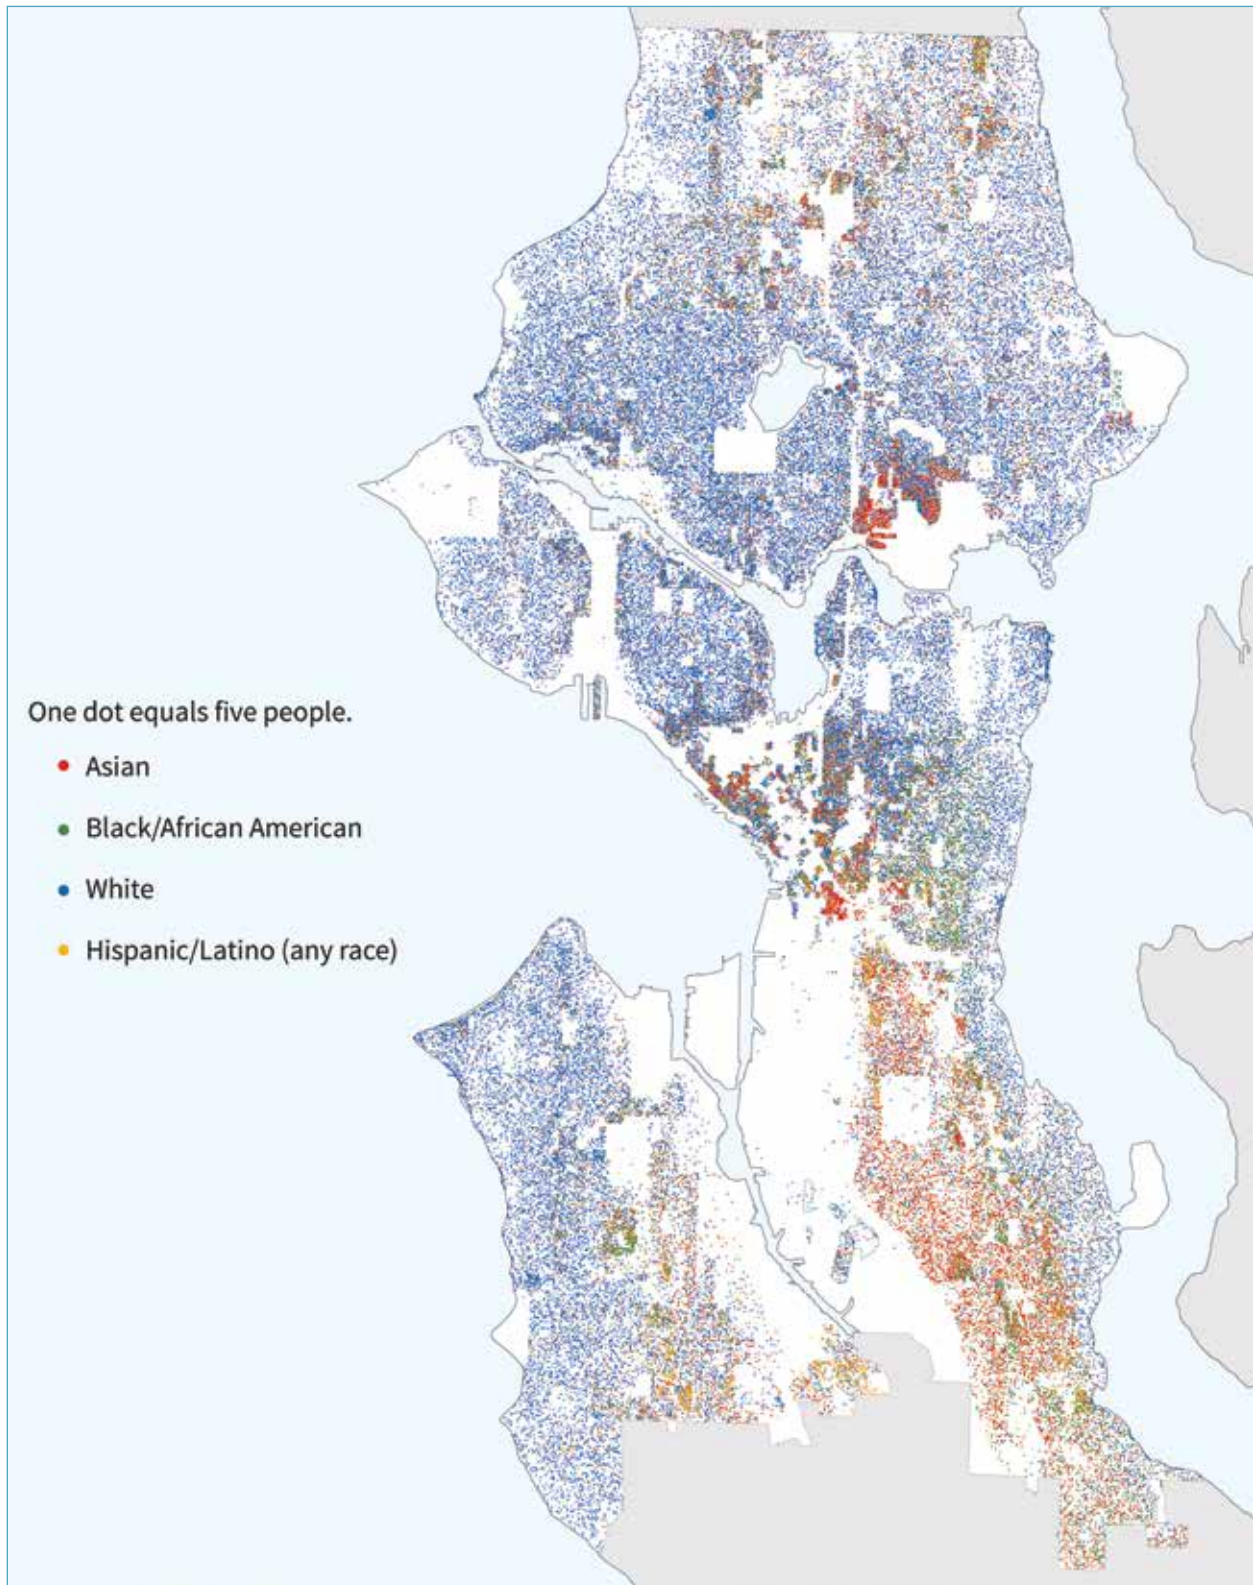 One dot equals five people.
Asian
Black/African American
White
Hispanic/Latino (any race)